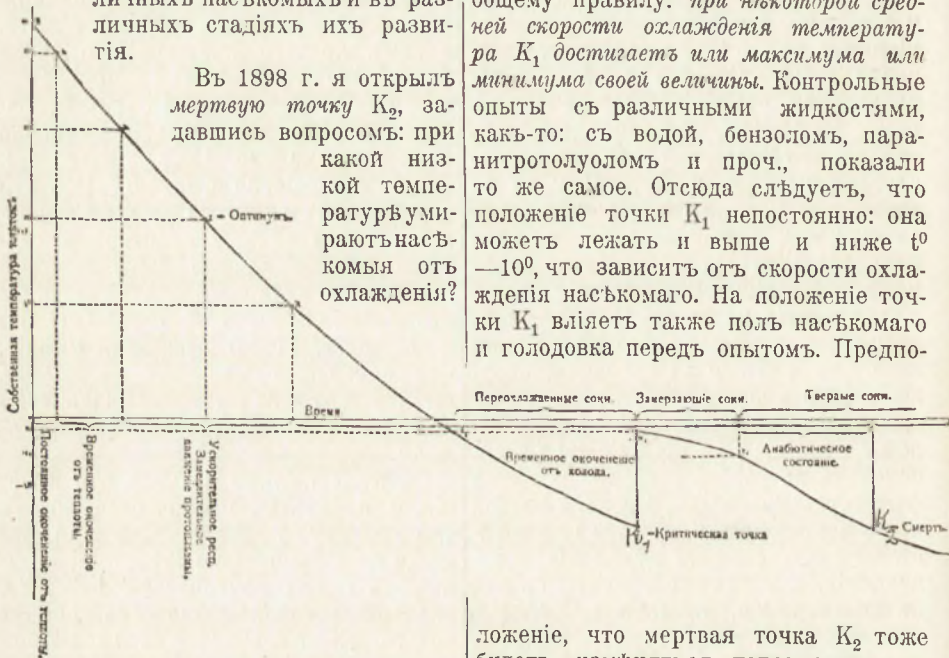 личныхъ насѣкомыхъ и въ раз-
личныхъ стадіяхъ ихъ разви-
тія.
Въ 1898 г. я открылъ
мертвую точку K₂, за-
давшись вопросомъ: при
какой низ-
кой темпе-
ратурѣ уми-
раютъ насѣ-
комыя отъ
охлажденія?
Собственная температура клѣтокъ
Оптимумъ.
Время
Постоянное окоченѣніе отъ теплоты
Временное окоченѣніе
отъ теплоты.
Ускорительное респ.
Замедлительное
движеніе протоплазмы.
общему правилу: при нѣкоторой сред-
ней скорости охлажденія температу-
ра K₁ достигаетъ или максимума или
минимума своей величины. Контрольные
опыты съ различными жидкостями,
какъ-то: съ водой, бензоломъ, пара-
нитротолуоломъ и проч., показали
то же самое. Отсюда слѣдуетъ, что
положеніе точки K₁ непостоянно: она
можетъ лежать и выше и ниже t⁰
—10⁰, что зависитъ отъ скорости охла-
жденія насѣкомаго. На положеніе точ-
ки K₁ вліяетъ также полъ насѣкомаго
и голодовка передъ опытомъ. Предпо-
Переохлажденные соки. Замерзающіе соки. Твердые соки.
Временное окоченѣніе
отъ холода.
Анабіотическое
состояніе.
K₁ – Критическая точка
K₂ – Смерть.
ложеніе, что мертвая точка K₂ тоже